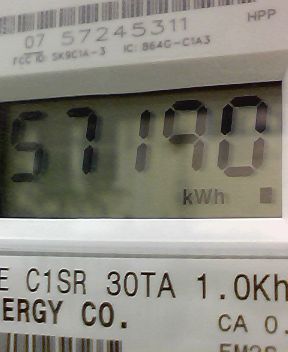 HPP
07 57245311
FCC ID: SK9C1A-3 IC: 864G-C1A3
57190
kWh
E C1SR 30TA 1.0Kh
ERGY CO.
CA 0.